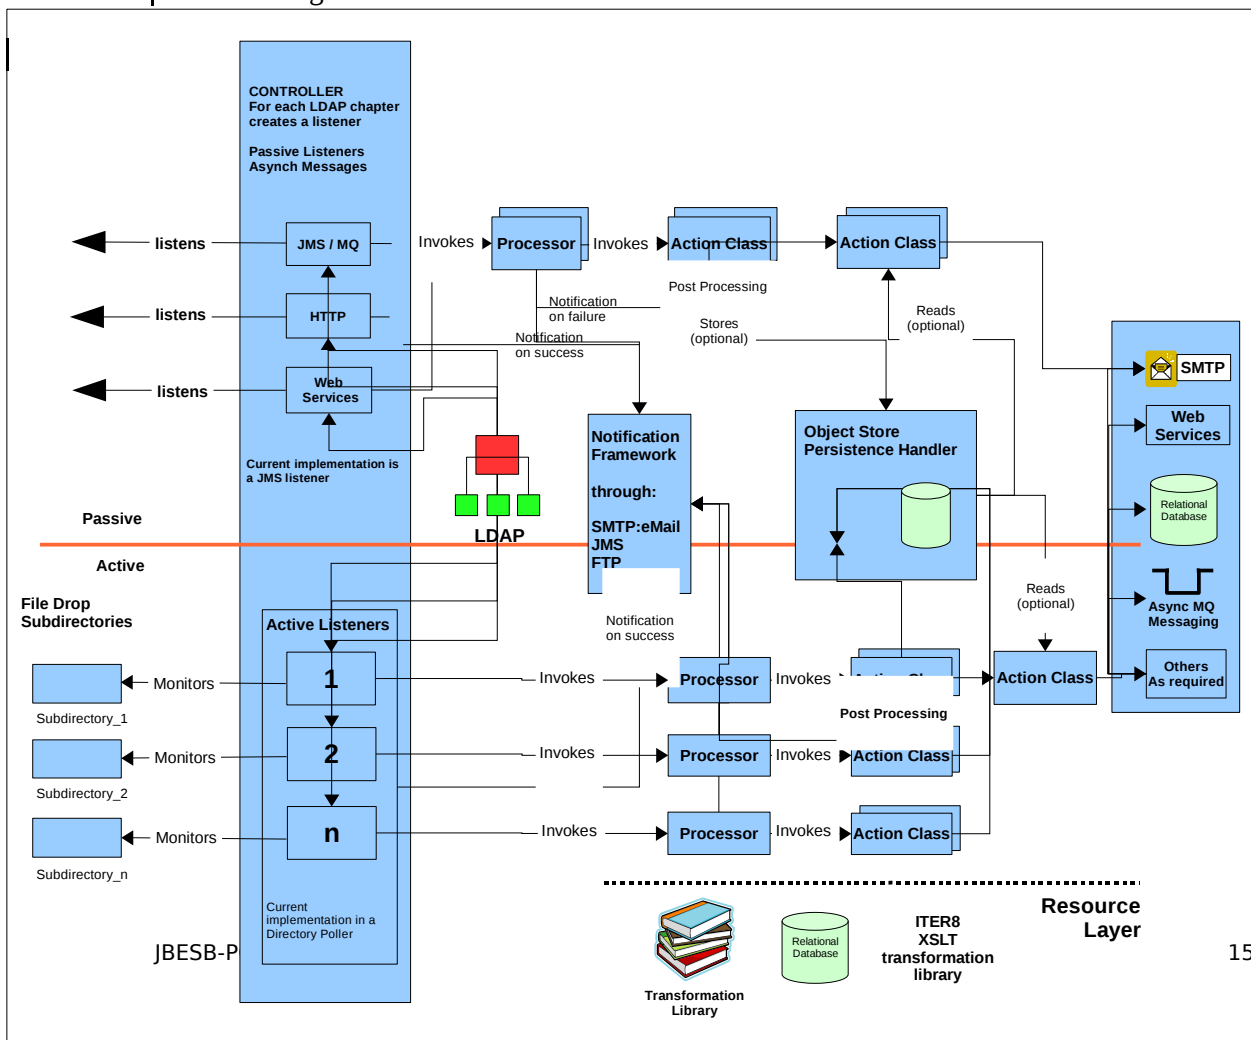 CONTROLLER
For each LDAP chapter
creates a listener
Passive Listeners
Asynch Messages
listens
JMS / MQ
Invokes
Processor
Invokes
Action Class
Action Class
Post Processing
listens
HTTP
Notification
on failure
Stores
(optional)
Reads
(optional)
Notification
on success
listens
Web
Services
SMTP
Web
Services
Relational
Database
Async MQ
Messaging
Others
As required
Current implementation is
a JMS listener
LDAP
Notification
Framework
through:
SMTP:eMail
JMS
FTP
Object Store
Persistence Handler
Passive
Active
File Drop
Subdirectories
Active Listeners
Notification
on success
Reads
(optional)
Monitors
1
Invokes
Processor
Invokes
Action Class
Action Class
Subdirectory_1
Post Processing
Monitors
2
Invokes
Processor
Invokes
Action Class
Subdirectory_2
Monitors
n
Invokes
Processor
Invokes
Action Class
Subdirectory_n
Current
implementation in a
Directory Poller
Resource
Layer
Transformation
Library
Relational
Database
ITER8
XSLT
transformation
library
JBESB-P
15